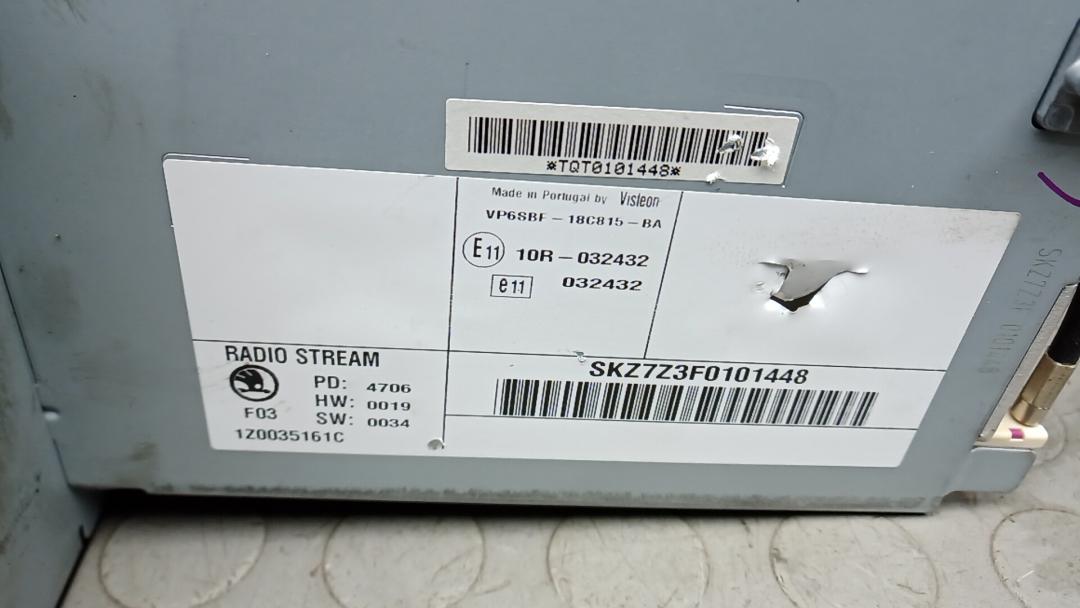 *TQT0101448*
Made in Portugal by Visteon
VP6SBF-18C815-BA
E11 10R-032432
e11 032432
RADIO STREAM
PD: 4706
HW: 0019
F03
SW: 0034
1Z0035161C
SKZ7Z3F0101448